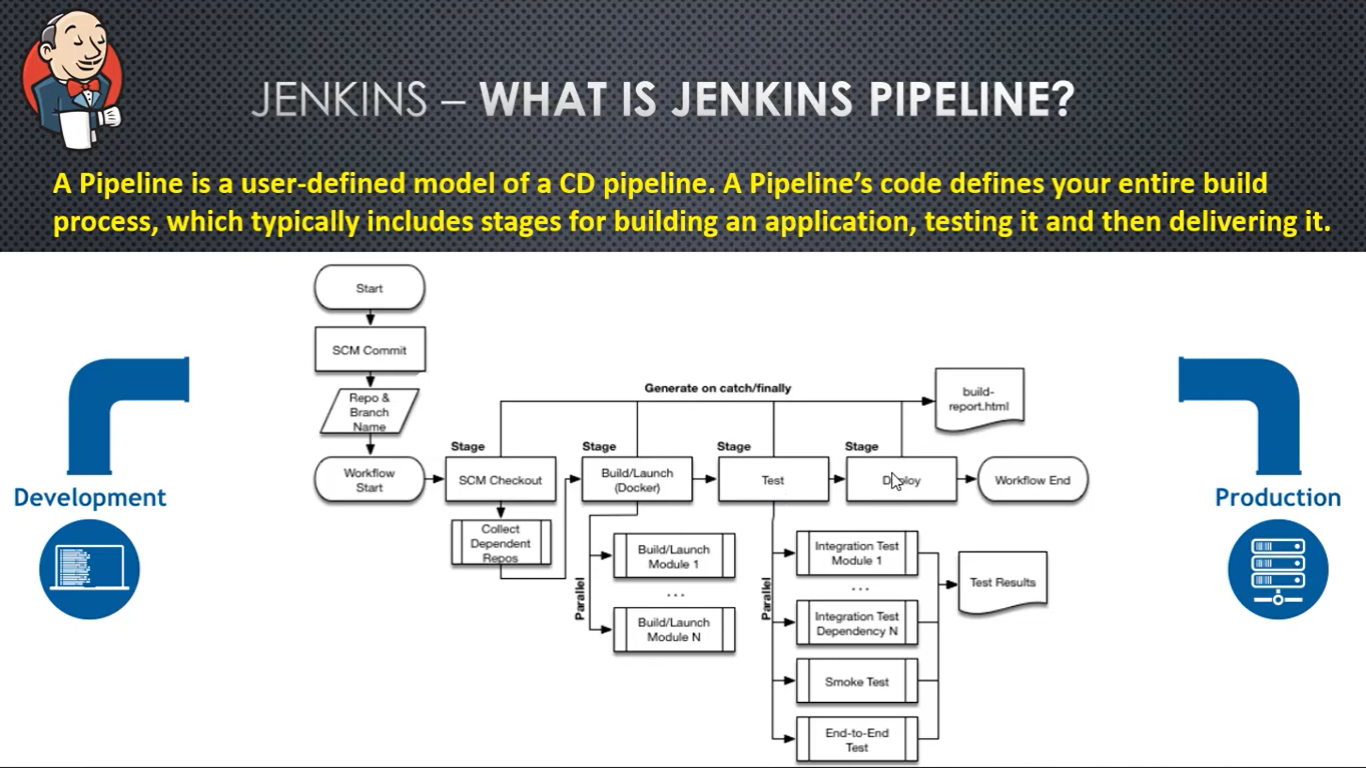 JENKINS – WHAT IS JENKINS PIPELINE?
A Pipeline is a user-defined model of a CD pipeline. A Pipeline's code defines your entire build
process, which typically includes stages for building an application, testing it and then delivering it.
Start
SCM Commit
Repo &
Branch
Name
Workflow
Start
Generate on catch/finally
build-
report.html
Stage
SCM Checkout
Collect
Dependent
Repos
Stage
Build/Launch
(Docker)
Parallel
Build/Launch
Module 1
...
Build/Launch
Module N
Stage
Test
Parallel
Integration Test
Module 1
...
Integration Test
Dependency N
Smoke Test
End-to-End
Test
Test Results
Stage
Deploy
Workflow End
Development
Production